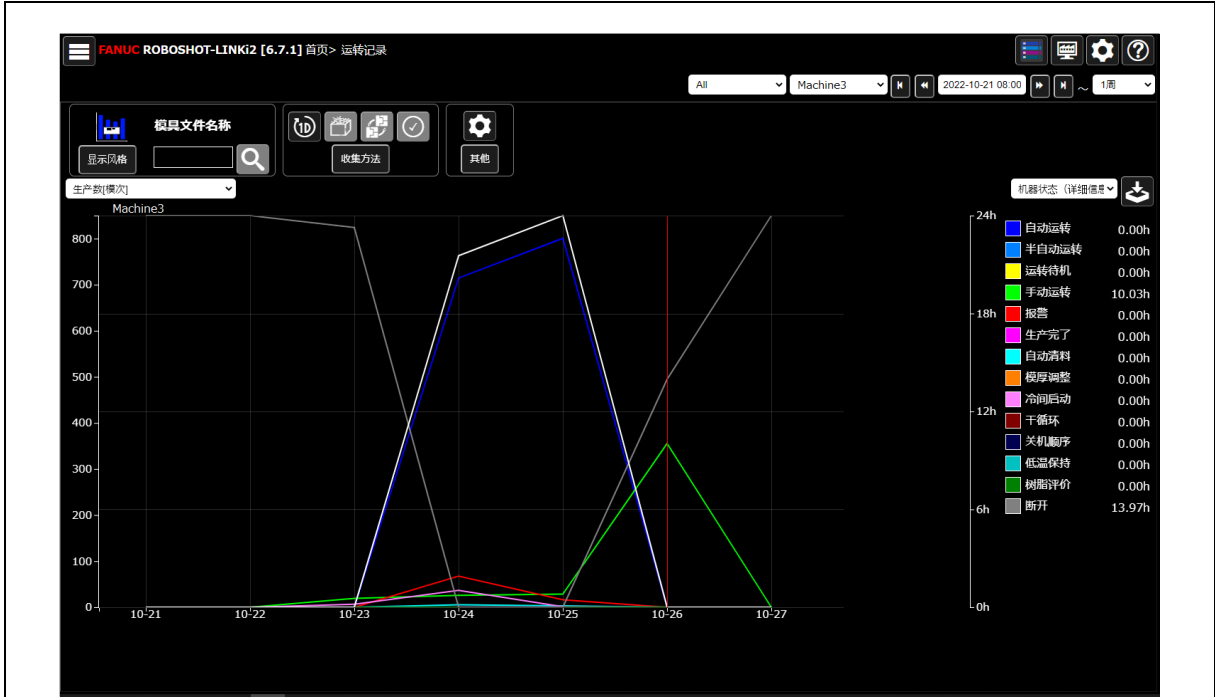 FANUC ROBOSHOT-LINKi2 [6.7.1] 首页> 运转记录
All Machine3 2022-10-21 08:00 ~ 1周
模具文件名称
1D
显示风格 收集方法 其他
生产数[模次] 机器状态（详细信息
Machine3
800
700
600
500
400
300
200
100
0
10-21 10-22 10-23 10-24 10-25 10-26 10-27
24h
18h
12h
6h
0h
自动运转 0.00h
半自动运转 0.00h
运转待机 0.00h
手动运转 10.03h
报警 0.00h
生产完了 0.00h
自动清料 0.00h
模厚调整 0.00h
冷间启动 0.00h
干循环 0.00h
关机顺序 0.00h
低温保持 0.00h
树脂评价 0.00h
断开 13.97h